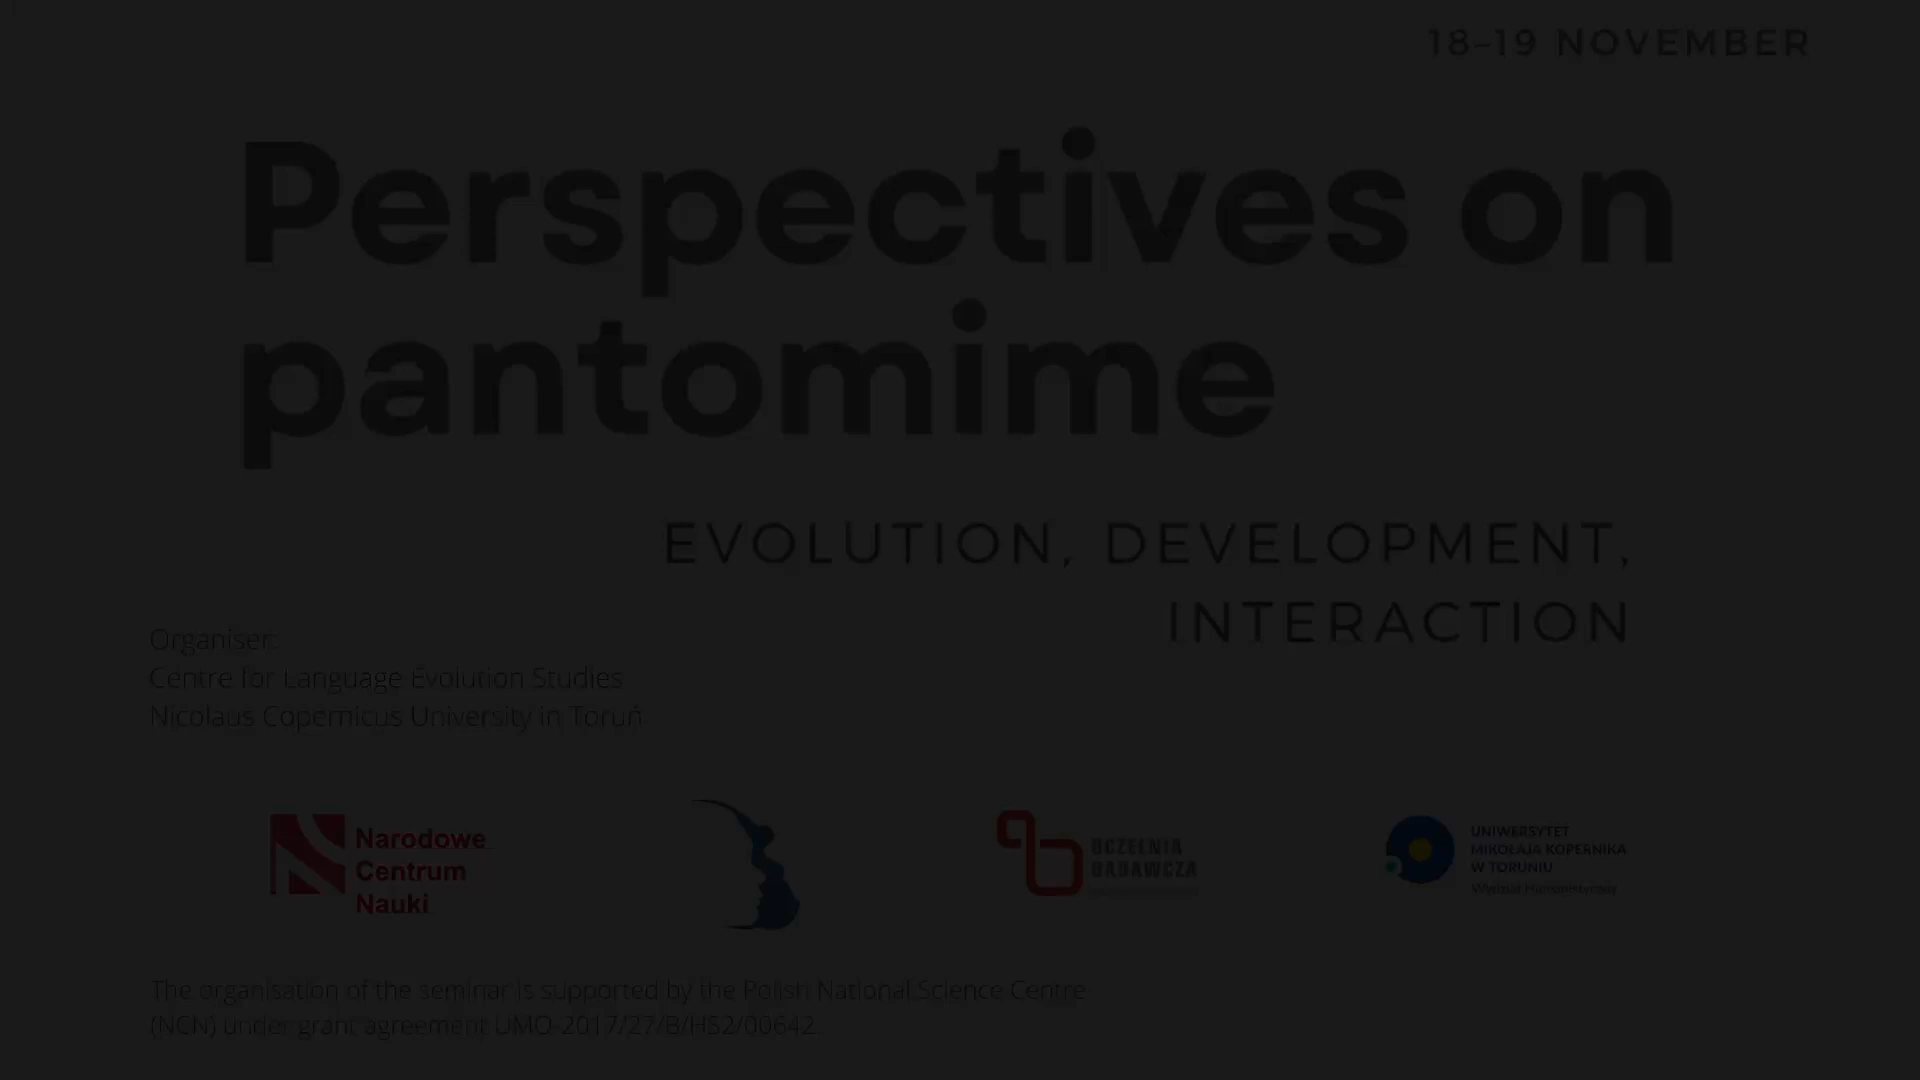 18–19 NOVEMBER
Perspectives on
pantomime
EVOLUTION, DEVELOPMENT,
INTERACTION
Organiser:
Centre for Language Evolution Studies
Nicolaus Copernicus University in Toruń
Narodowe
Centrum
Nauki
UCZELNIA
BADAWCZA
UNIWERSYTET
MIKOŁAJA KOPERNIKA
W TORUNIU
Wydział Humanistyczny
The organisation of the seminar is supported by the Polish National Science Centre
(NCN) under grant agreement UMO-2017/27/B/HS2/00642.